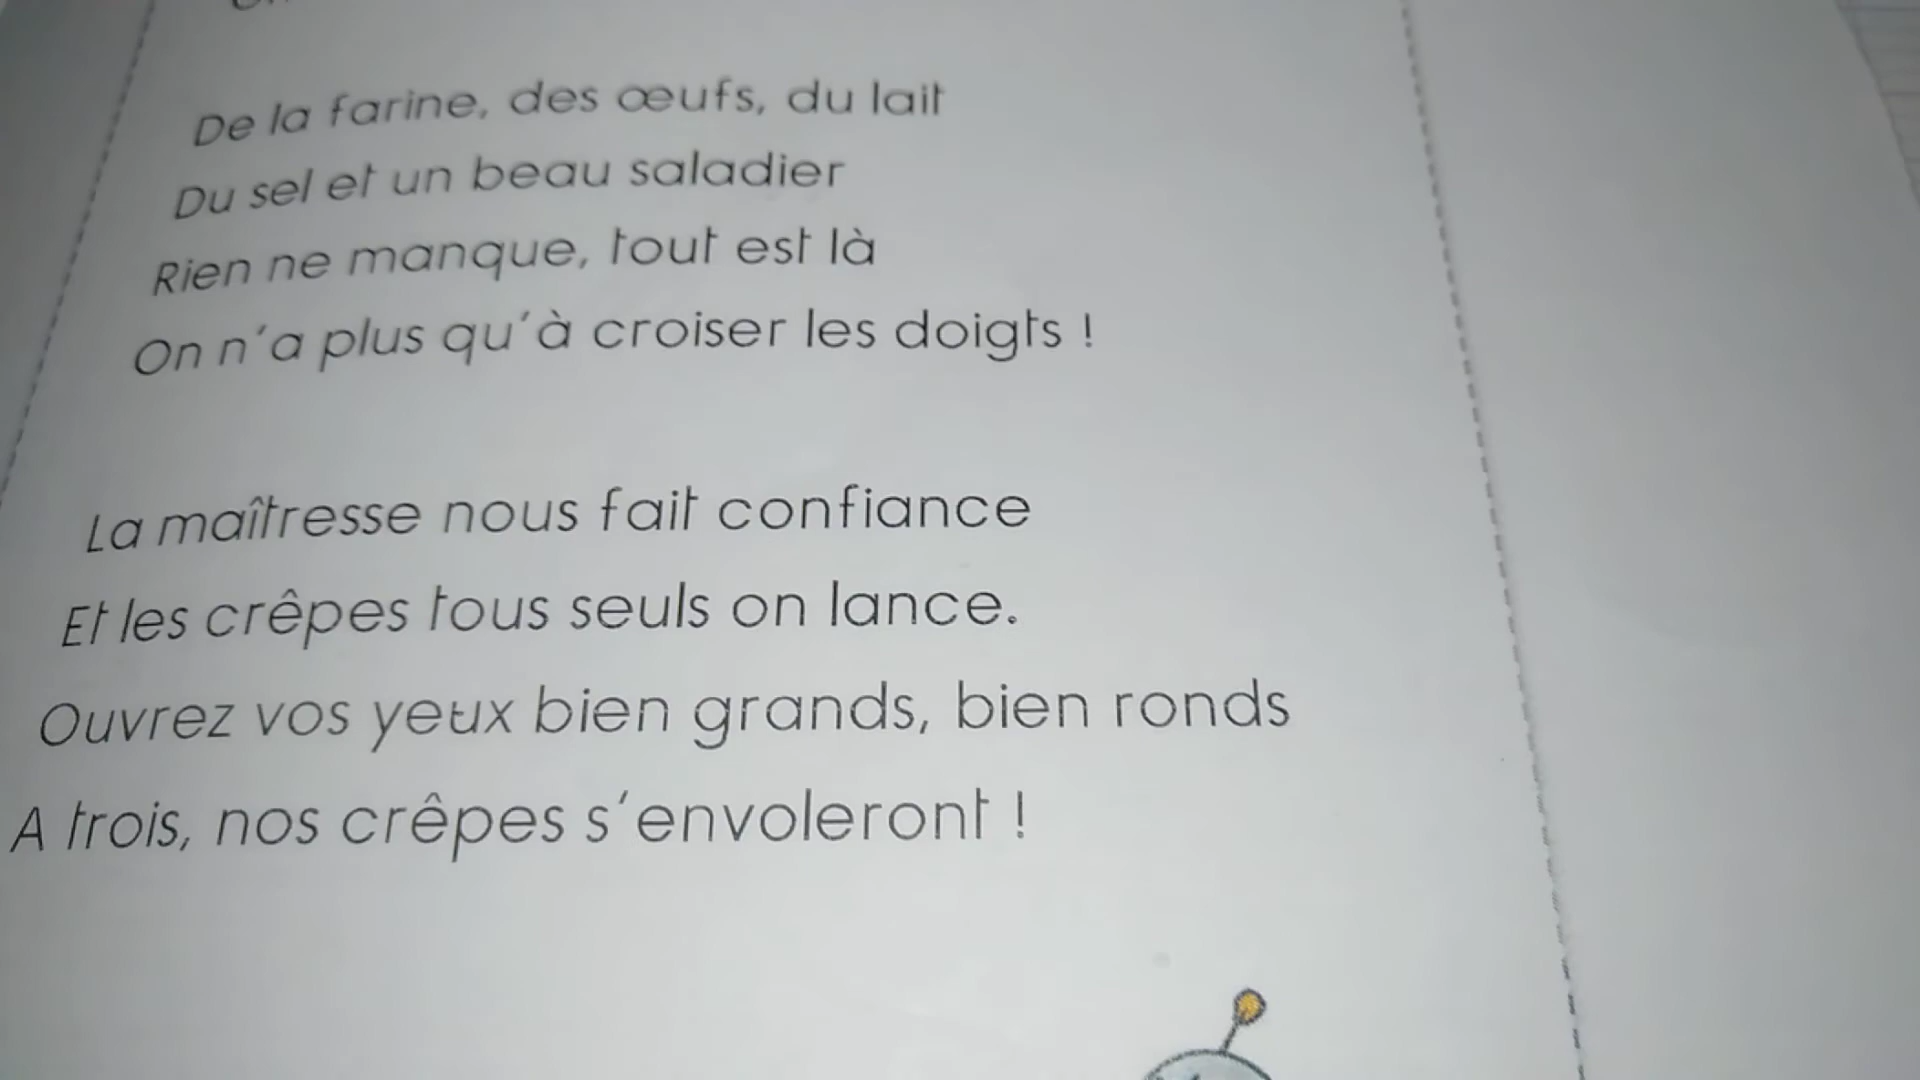 De la farine, des œufs, du lait
Du sel et un beau saladier
Rien ne manque, tout est là
On n'a plus qu'à croiser les doigts !
La maîtresse nous fait confiance
Et les crêpes tous seuls on lance.
Ouvrez vos yeux bien grands, bien ronds
A trois, nos crêpes s'envoleront !